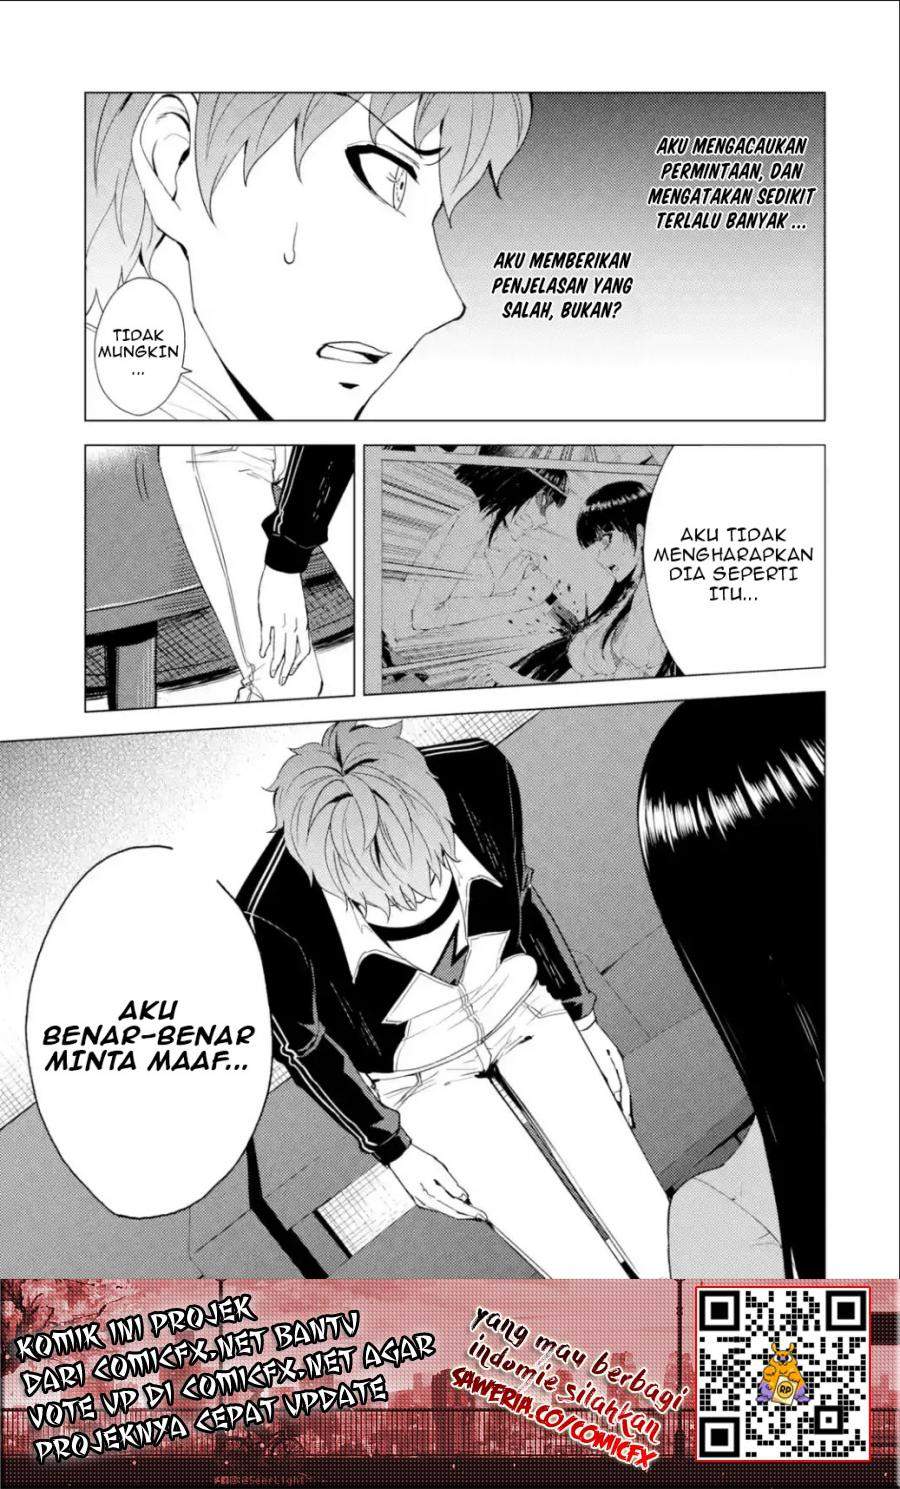 AKU MENGACAUKAN
PERMINTAAN, DAN
MENGATAKAN SEDIKIT
TERLALU BANYAK ...
AKU MEMBERIKAN
PENJELASAN YANG
SALAH, BUKAN?
TIDAK
MUNGKIN
...
AKU TIDAK
MENGHARAPKAN
DIA SEPERTI
ITU...
AKU
BENAR-BENAR
MINTA MAAF...
KOMIK INI PROJEK
DARI COMICFX.NET BANTU
VOTE UP DI COMICFX.NET AGAR
PROJEKNYA CEPAT UPDATE
yang mau berbagi
indomie silahkan
SAWERIA.CO/COMICFX
RP
@SeerLight